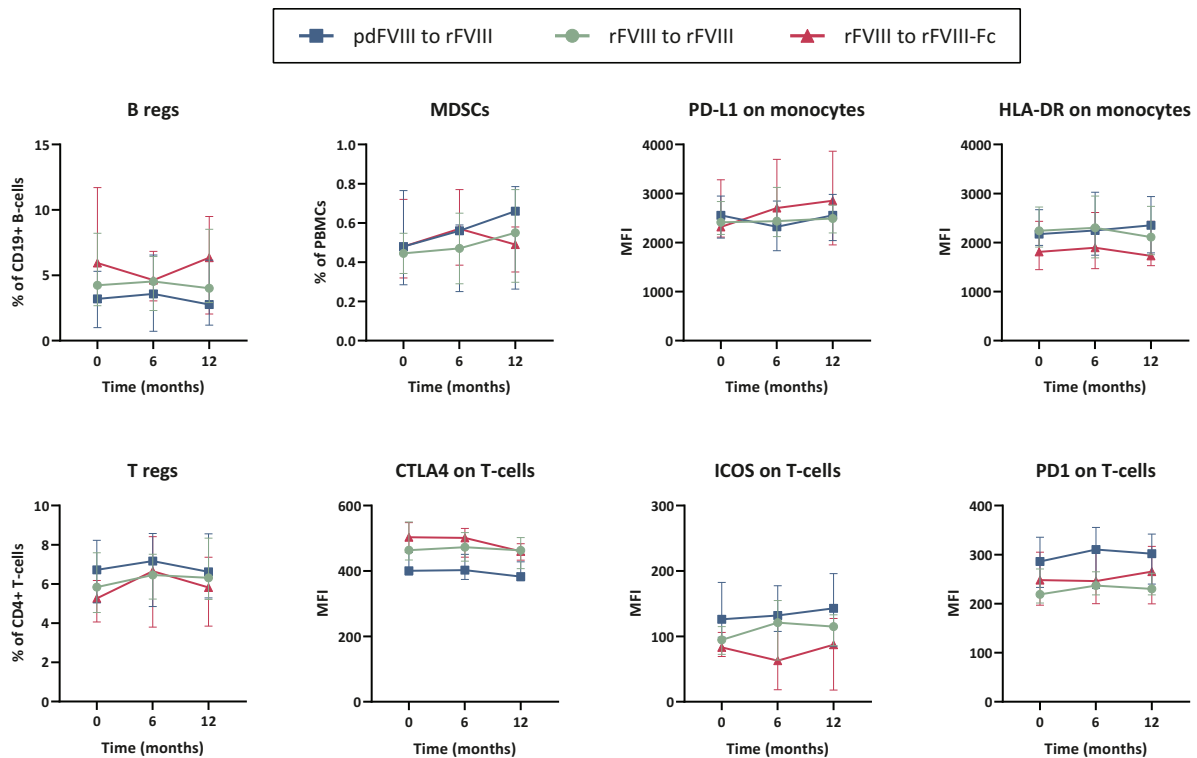 pdFVIII to rFVIII rFVIII to rFVIII rFVIII to rFVIII-Fc
B regs
% of CD19+ B-cells
15
10
5
0
0 6 12
Time (months)
MDSCs
% of PBMCs
1.0
0.8
0.6
0.4
0.2
0.0
0 6 12
Time (months)
PD-L1 on monocytes
MFI
4000
3000
2000
1000
0
0 6 12
Time (months)
HLA-DR on monocytes
MFI
4000
3000
2000
1000
0
0 6 12
Time (months)
T regs
% of CD4+ T-cells
10
8
6
4
2
0
0 6 12
Time (months)
CTLA4 on T-cells
MFI
600
400
200
0
0 6 12
Time (months)
ICOS on T-cells
MFI
300
200
100
0
0 6 12
Time (months)
PD1 on T-cells
MFI
400
300
200
100
0
0 6 12
Time (months)